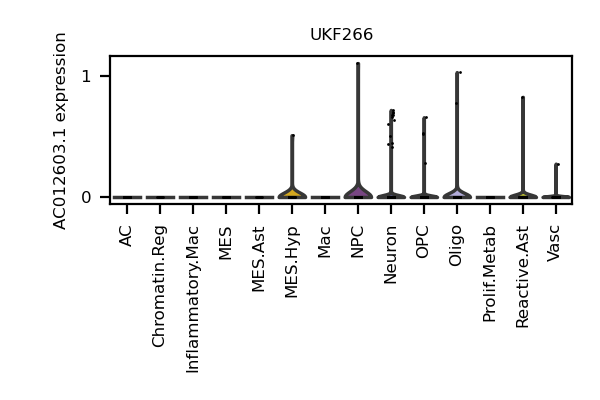 UKF266
AC012603.1 expression
1
0
AC
Chromatin.Reg
Inflammatory.Mac
MES
MES.Ast
MES.Hyp
Mac
NPC
Neuron
OPC
Oligo
Prolif.Metab
Reactive.Ast
Vasc